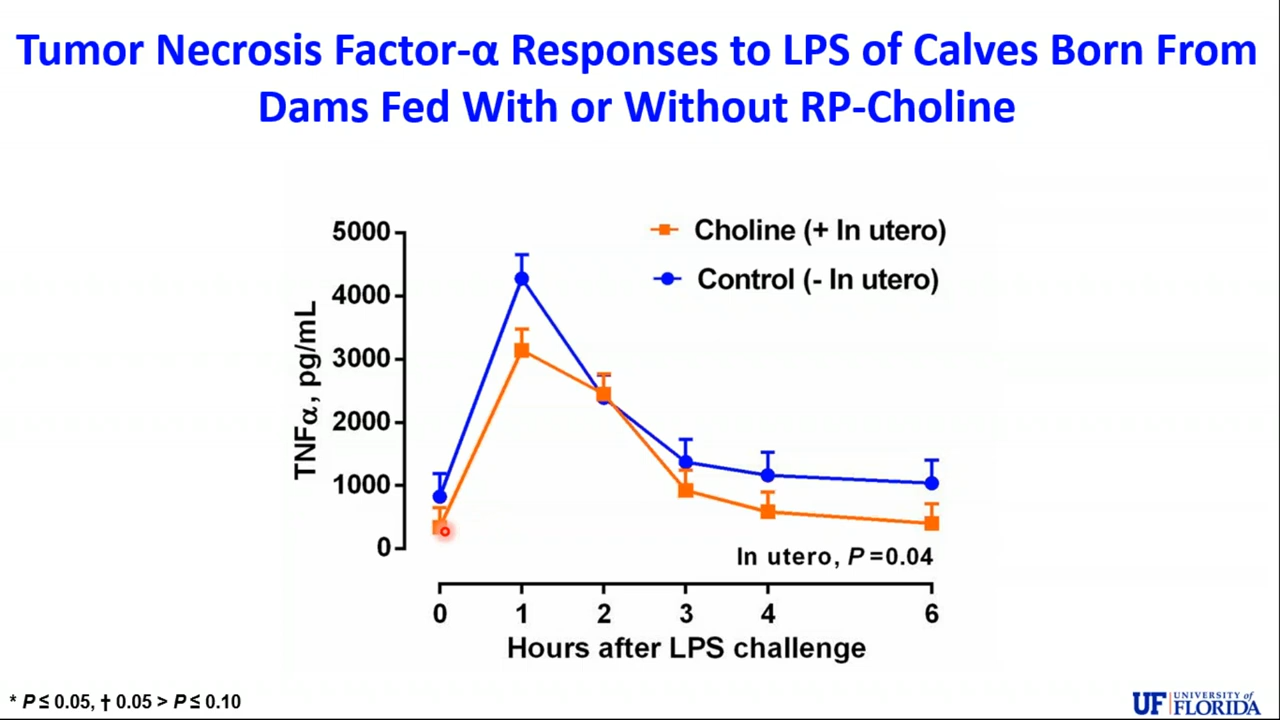 Tumor Necrosis Factor-α Responses to LPS of Calves Born From
Dams Fed With or Without RP-Choline
Choline (+ In utero)
Control (- In utero)
TNFα, pg/mL
5000
4000
3000
2000
1000
0
In utero, P=0.04
0 1 2 3 4 6
Hours after LPS challenge
* P ≤ 0.05, † 0.05 > P ≤ 0.10
UF UNIVERSITY of
FLORIDA